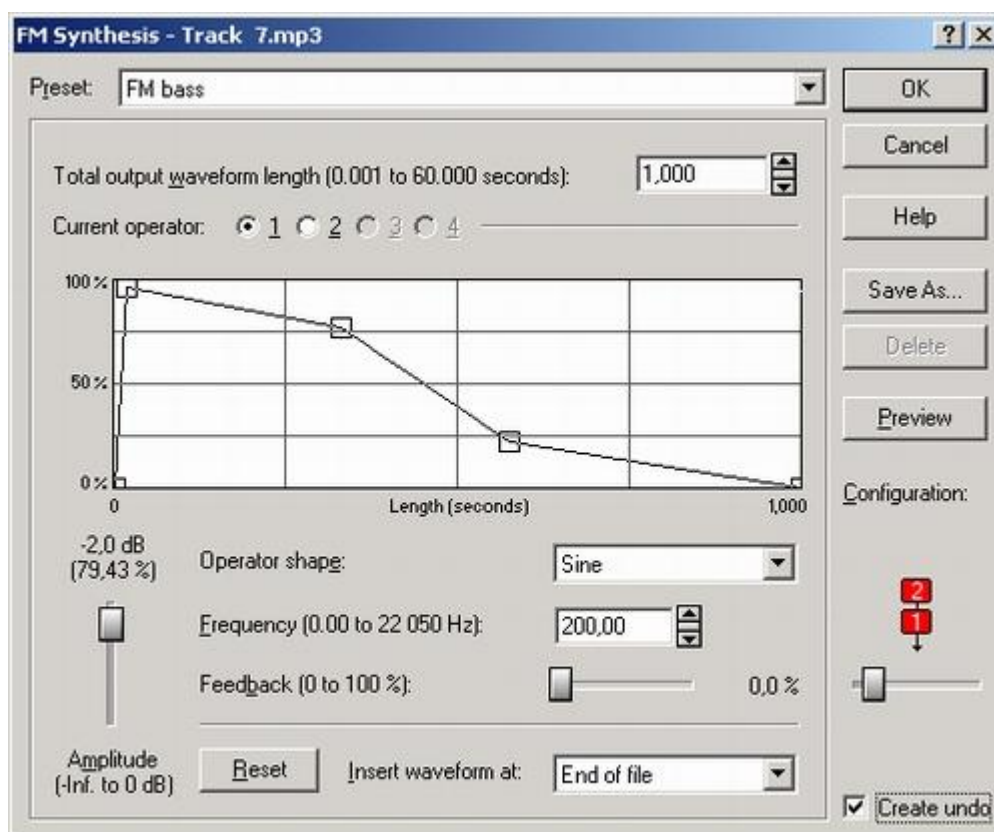 FM Synthesis - Track 7.mp3
Preset: FM bass
OK
Cancel
Total output waveform length (0.001 to 60.000 seconds): 1,000
Current operator: 1 2 3 4
Help
Save As...
Delete
Preview
100 %
50 %
0 %
0 Length (seconds) 1,000
Configuration:
2
1
-2,0 dB
(79,43 %)
Operator shape: Sine
Frequency (0.00 to 22 050 Hz): 200,00
Feedback (0 to 100 %): 0,0 %
Amplitude
(-Inf. to 0 dB)
Reset
Insert waveform at: End of file
Create undo